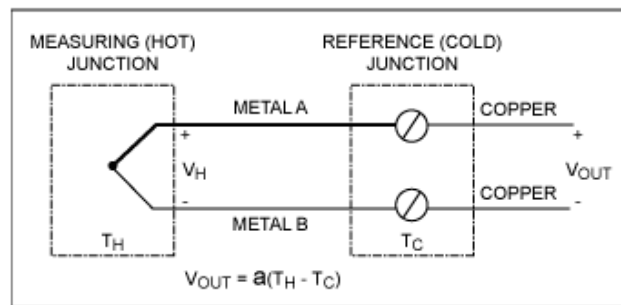 MEASURING (HOT)
JUNCTION
REFERENCE (COLD)
JUNCTION
METAL A
COPPER
+
+
VH
VOUT
-
COPPER
-
METAL B
TH
TC
VOUT = a(TH - TC)